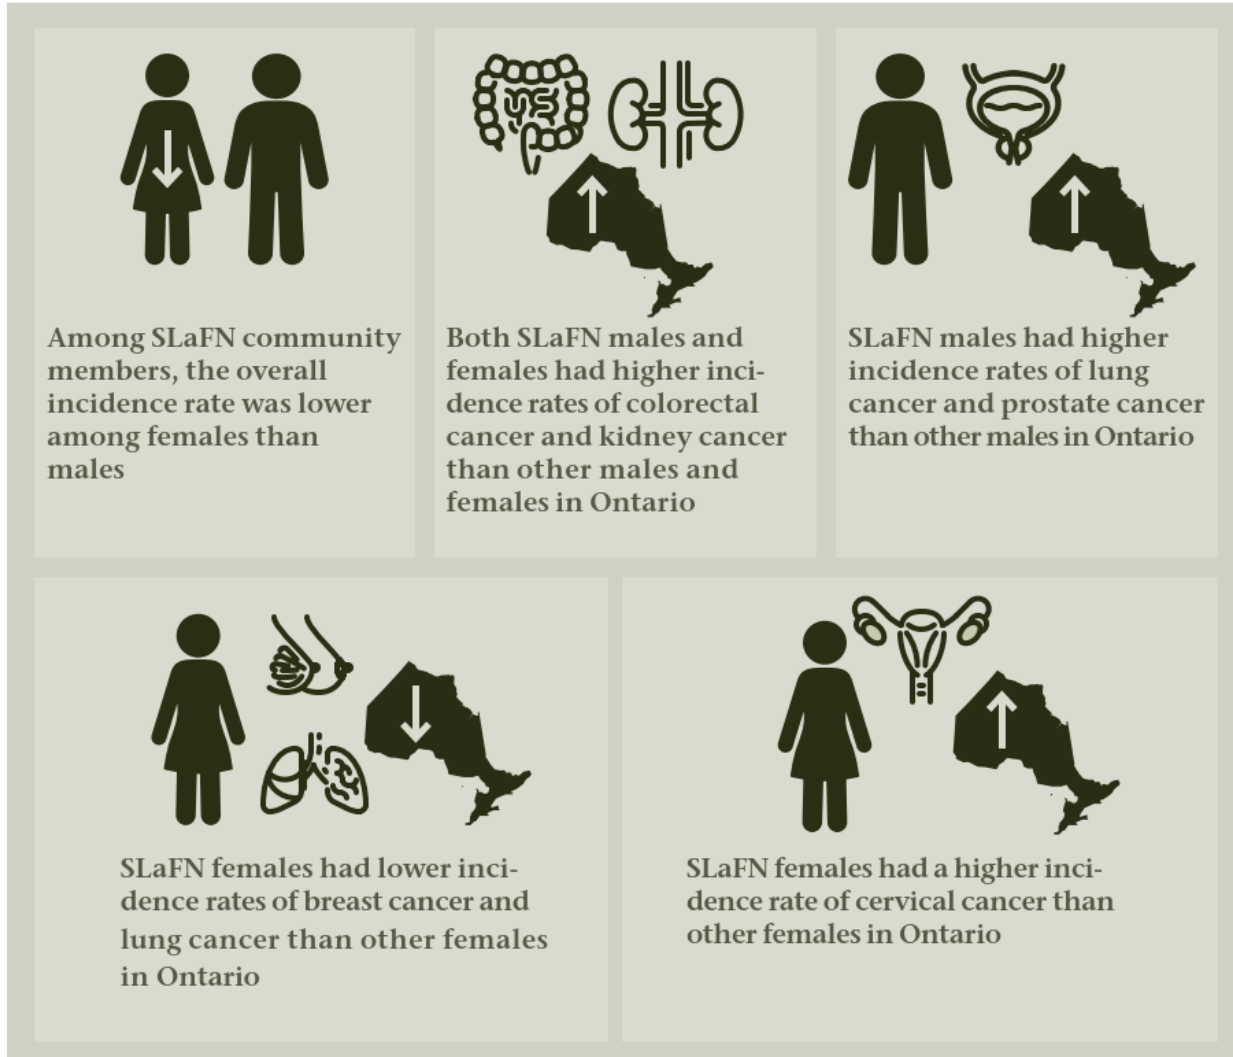 Among SLaFN community
members, the overall
incidence rate was lower
among females than
males
Both SLaFN males and
females had higher inci-
dence rates of colorectal
cancer and kidney cancer
than other males and
females in Ontario
SLaFN males had higher
incidence rates of lung
cancer and prostate cancer
than other males in Ontario
SLaFN females had lower inci-
dence rates of breast cancer and
lung cancer than other females
in Ontario
SLaFN females had a higher inci-
dence rate of cervical cancer than
other females in Ontario